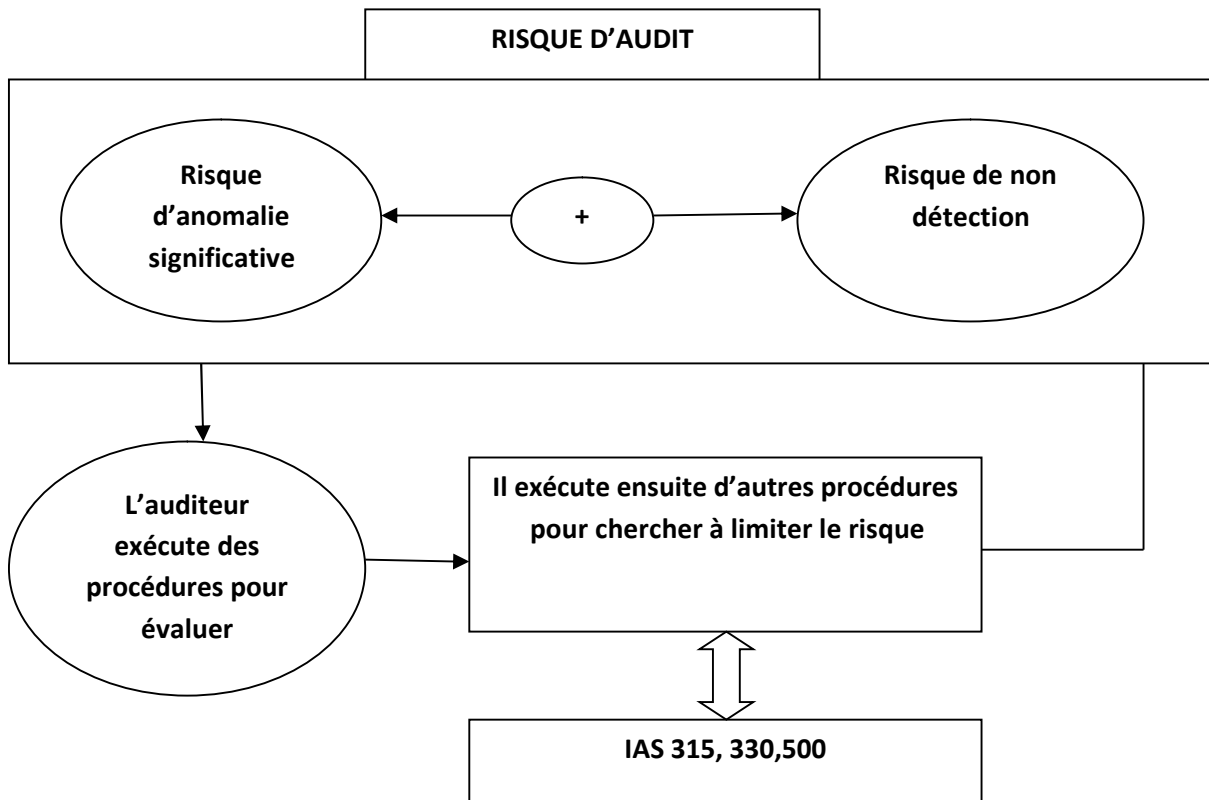 RISQUE D’AUDIT
Risque
d’anomalie
significative
+
Risque de non
détection
L’auditeur
exécute des
procédures pour
évaluer
Il exécute ensuite d’autres procédures
pour chercher à limiter le risque
IAS 315, 330,500